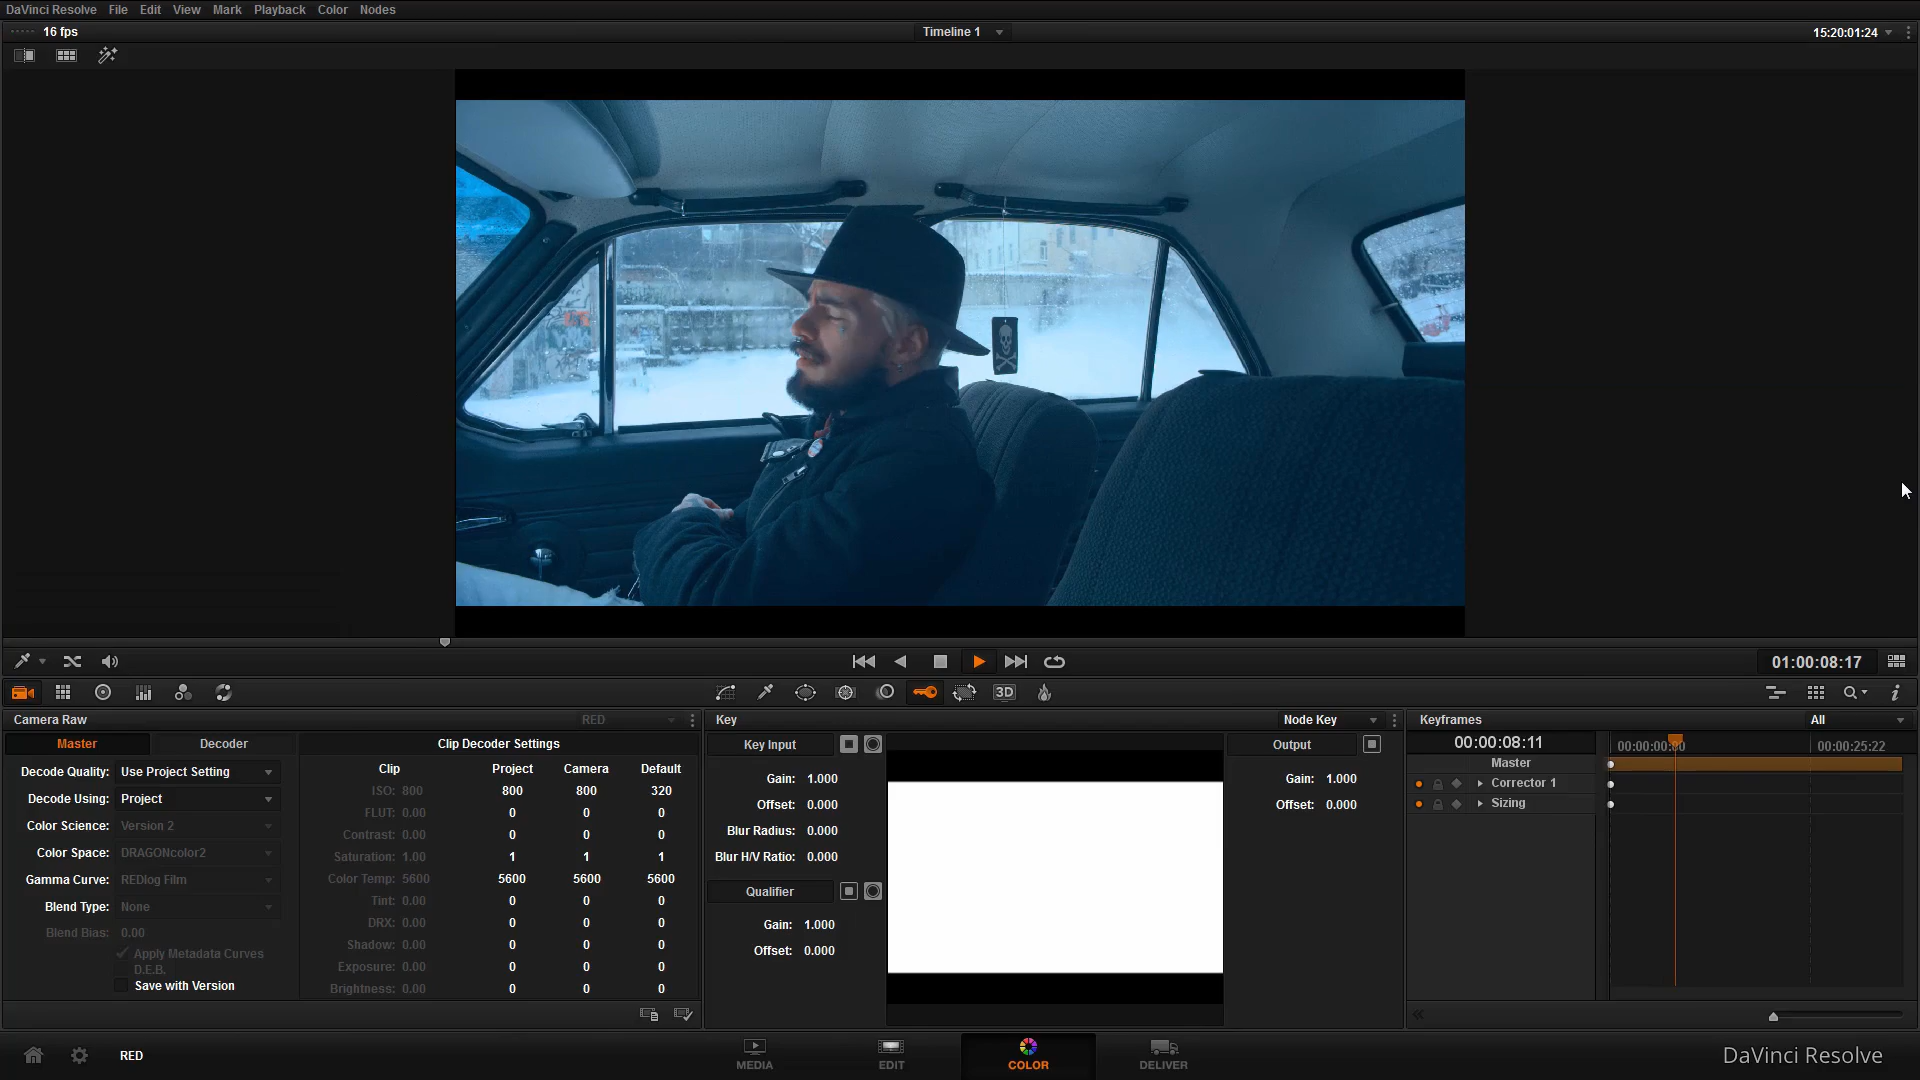 DaVinci Resolve File Edit View Mark Playback Color Nodes
16 fps
Timeline 1
15:20:01:24
01:00:08:17
3D
Camera Raw
RED
Master
Decoder
Decode Quality: Use Project Setting
Decode Using: Project
Color Science: Version 2
Color Space: DRAGONcolor2
Gamma Curve: REDlog Film
Blend Type: None
Blend Bias: 0.00
Apply Metadata Curves
D.E.B.
Save with Version
Clip Decoder Settings
Clip Project Camera Default
ISO: 800 800 800 320
FLUT: 0.00 0 0 0
Contrast: 0.00 0 0 0
Saturation: 1.00 1 1 1
Color Temp: 5600 5600 5600 5600
Tint: 0.00 0 0 0
DRX: 0.00 0 0 0
Shadow: 0.00 0 0 0
Exposure: 0.00 0 0 0
Brightness: 0.00 0 0 0
Key
Node Key
Key Input
Gain: 1.000
Offset: 0.000
Blur Radius: 0.000
Blur H/V Ratio: 0.000
Qualifier
Gain: 1.000
Offset: 0.000
Output
Gain: 1.000
Offset: 0.000
Keyframes
All
00:00:08:11
00:00:00:00
00:00:25:22
Master
Corrector 1
Sizing
RED
MEDIA
EDIT
COLOR
DELIVER
DaVinci Resolve